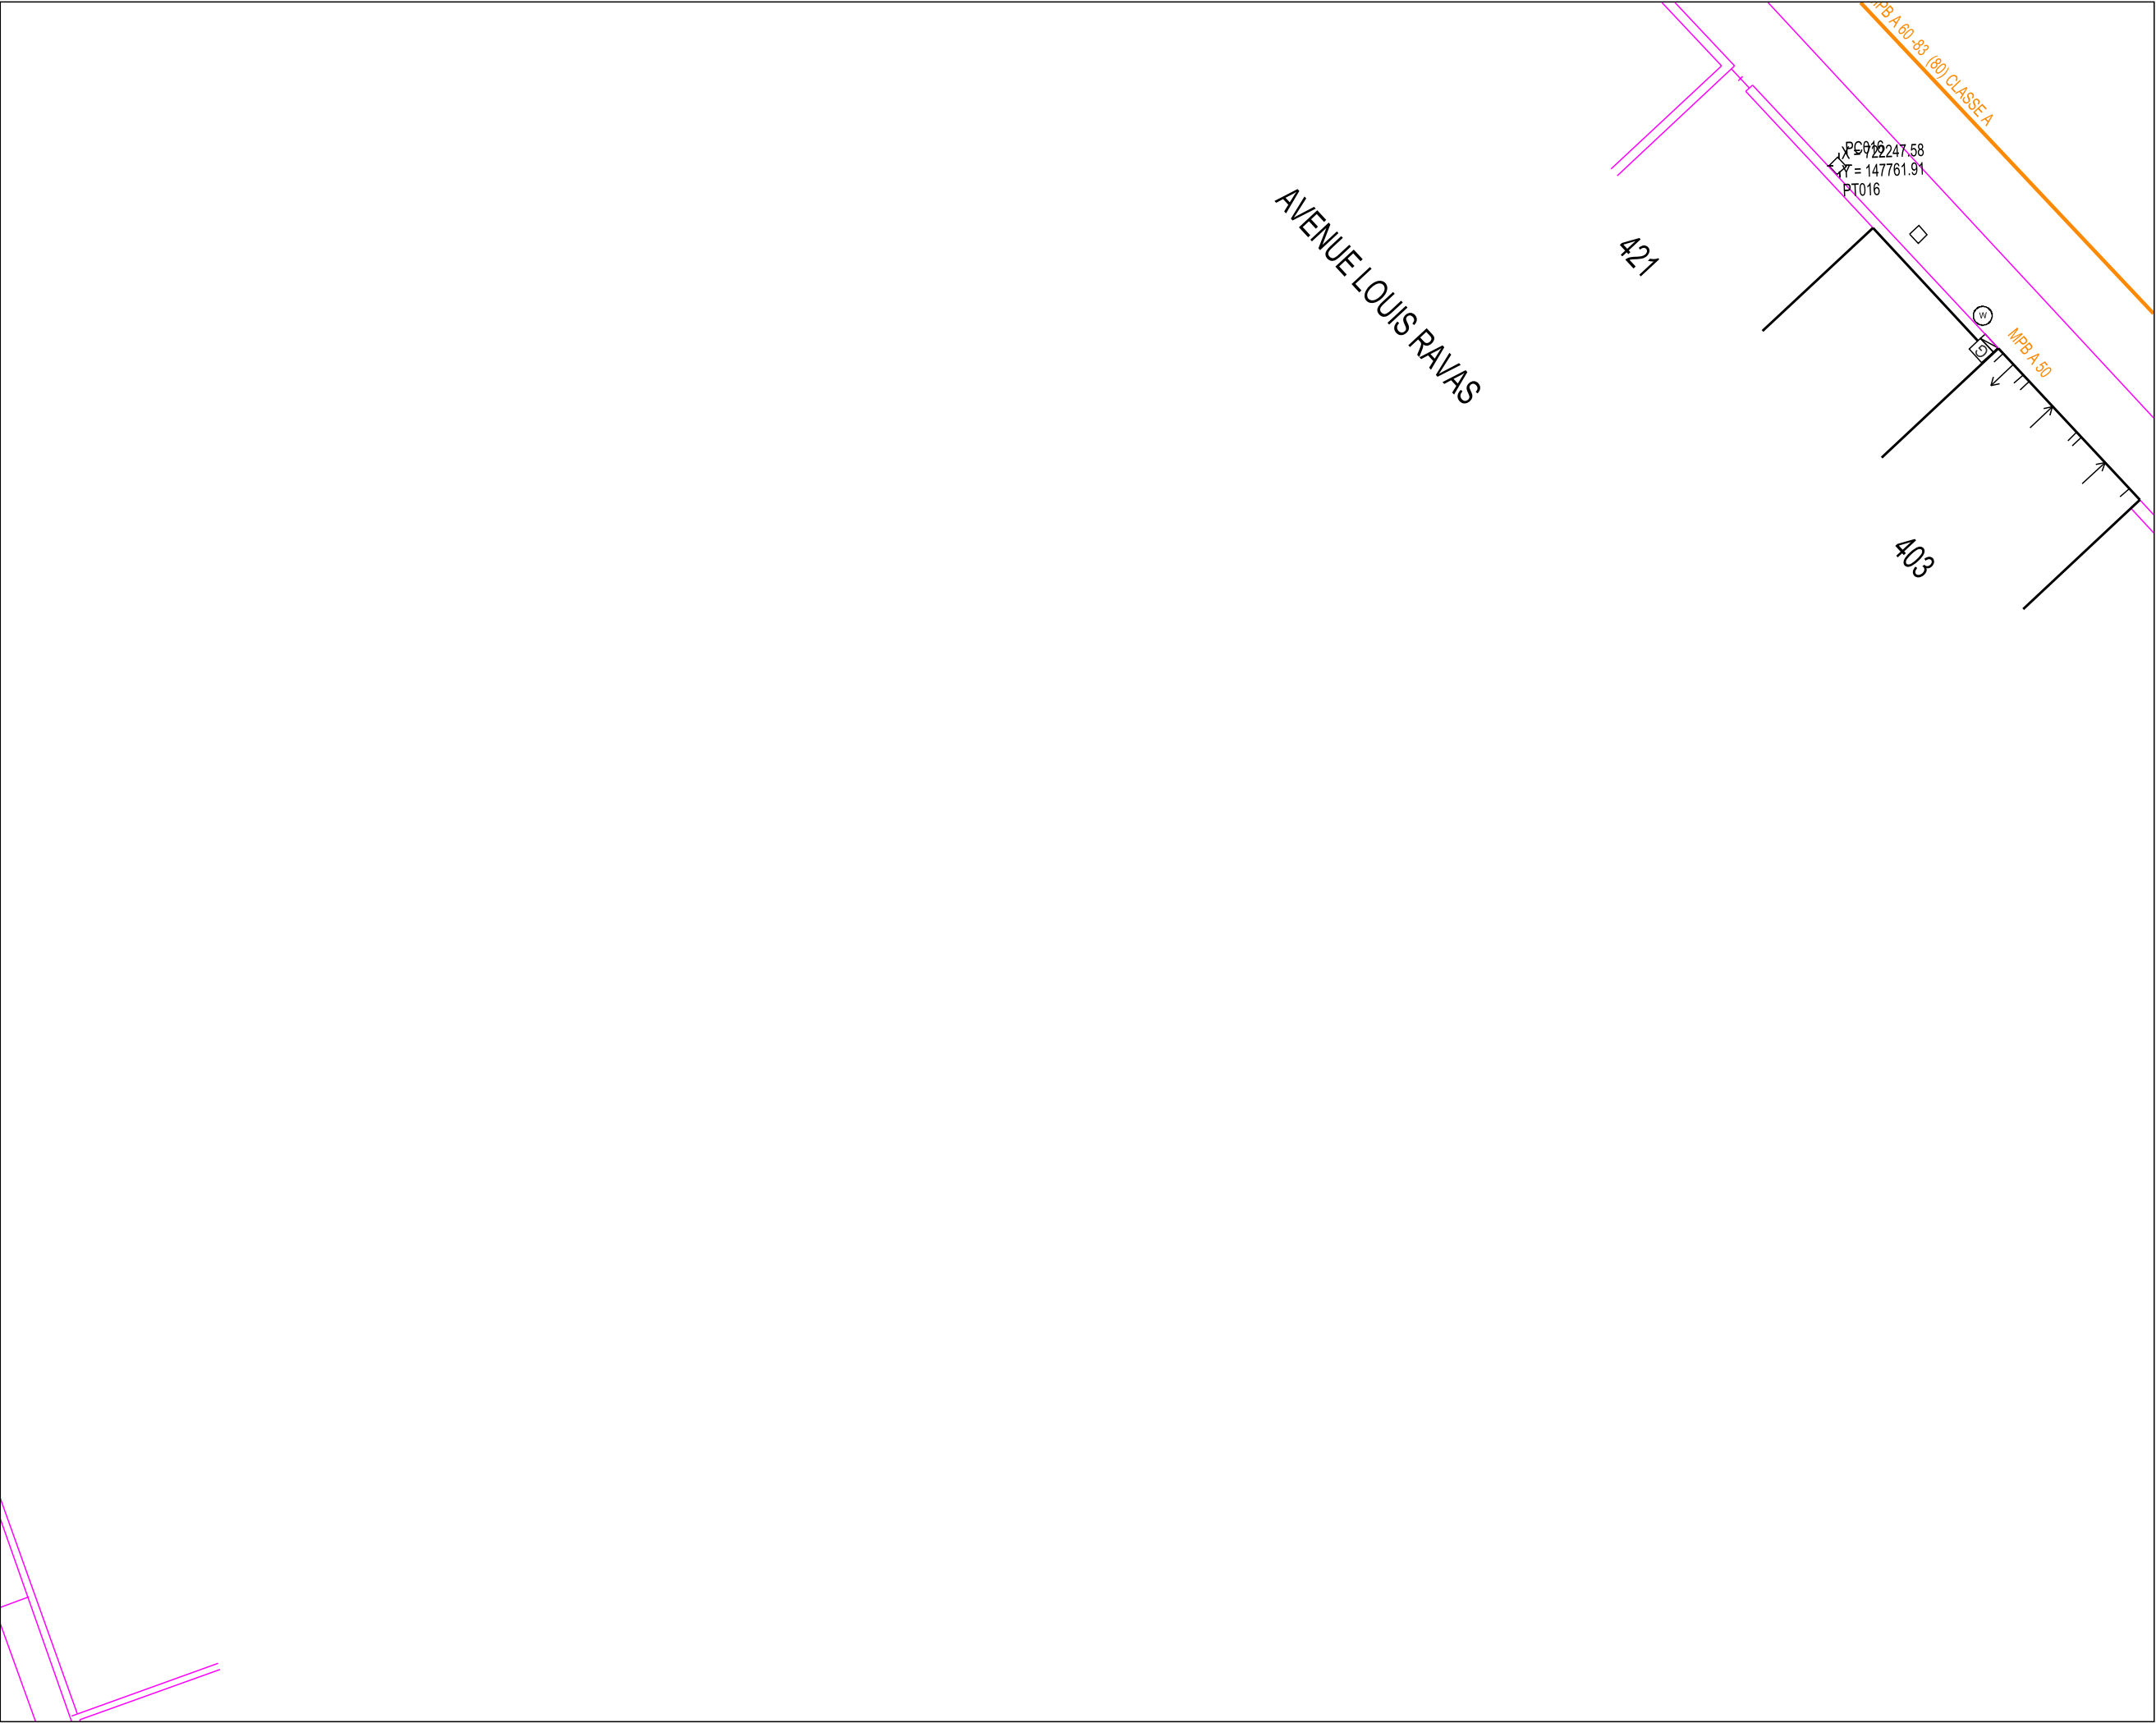 MPB A 60 -83 (80) CLASSE A
PC016
X = 722247.58
Y = 147761.91
PT016
AVENUE LOUIS RAVAS
421
W
G
MPB A 50
403